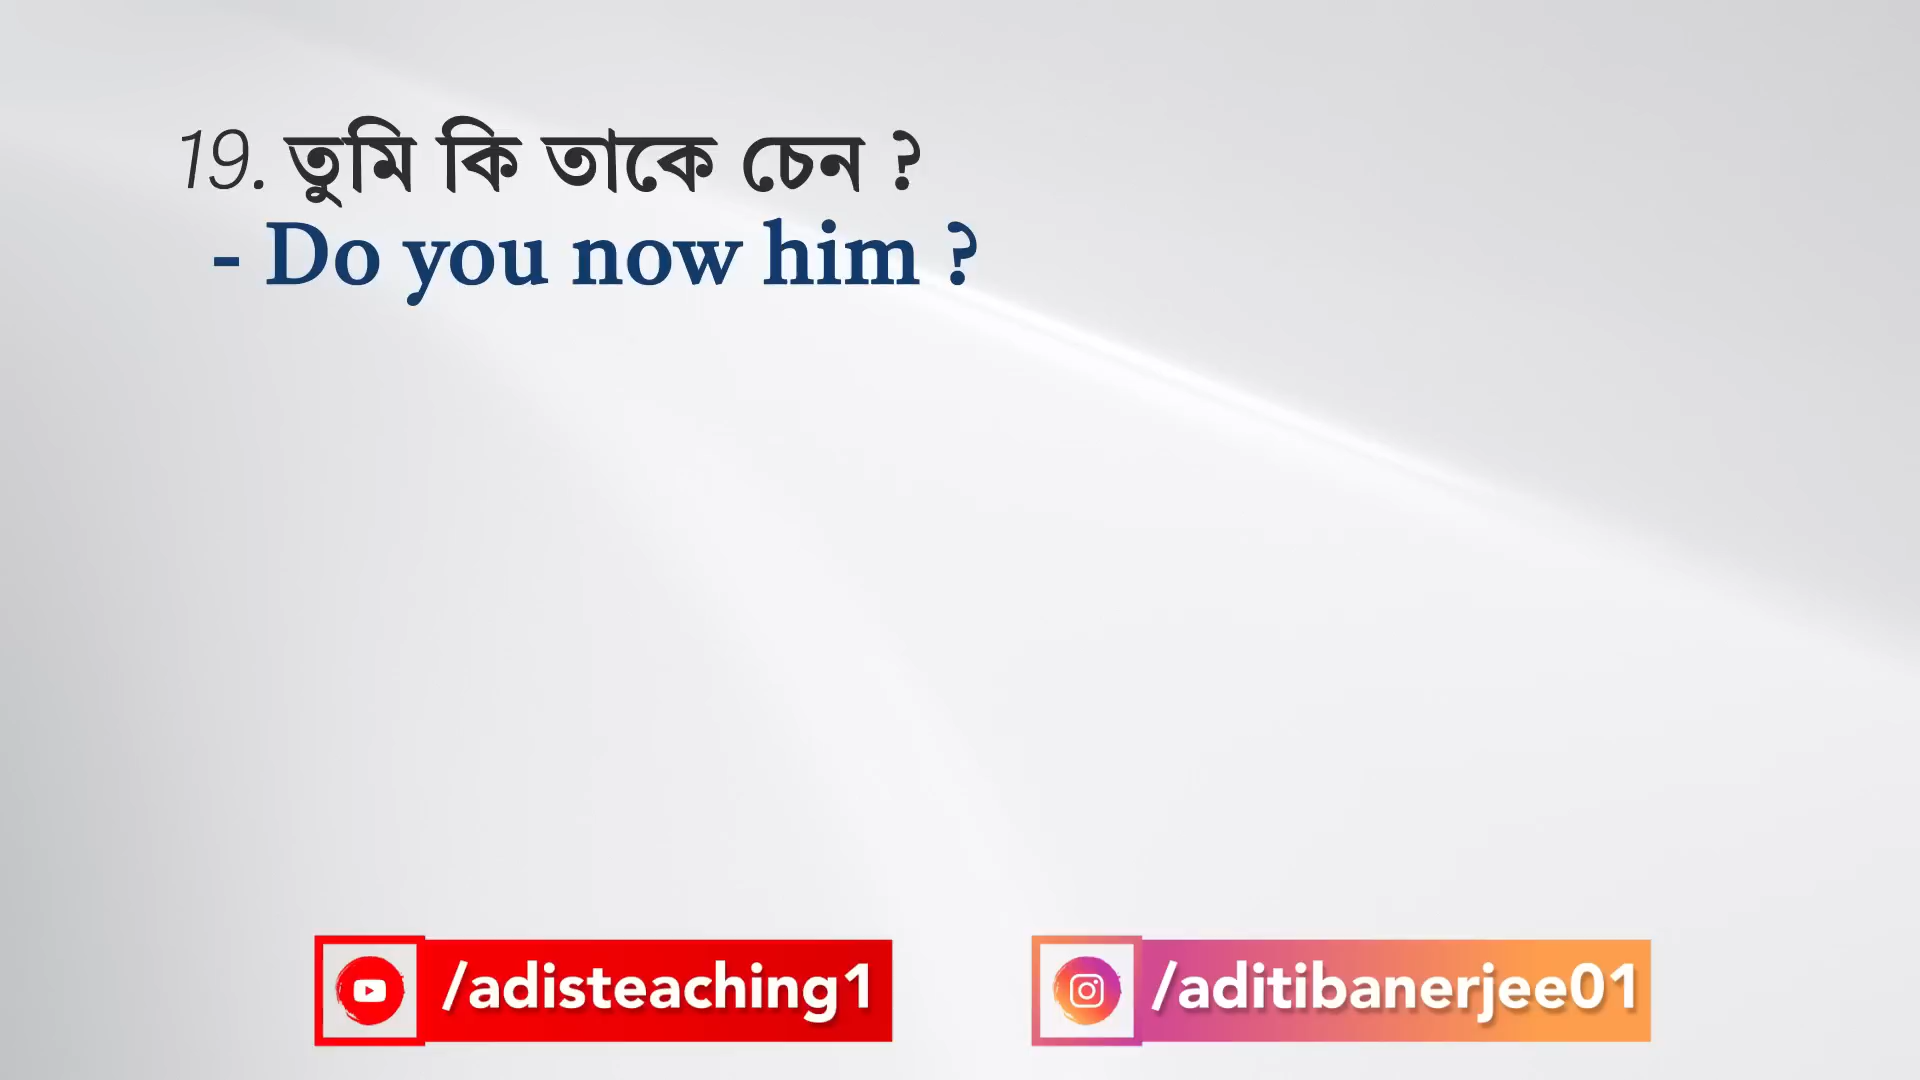 19. তুমি কি তাকে চেন ?
- Do you now him ?
/adisteaching1
/aditibanerjee01